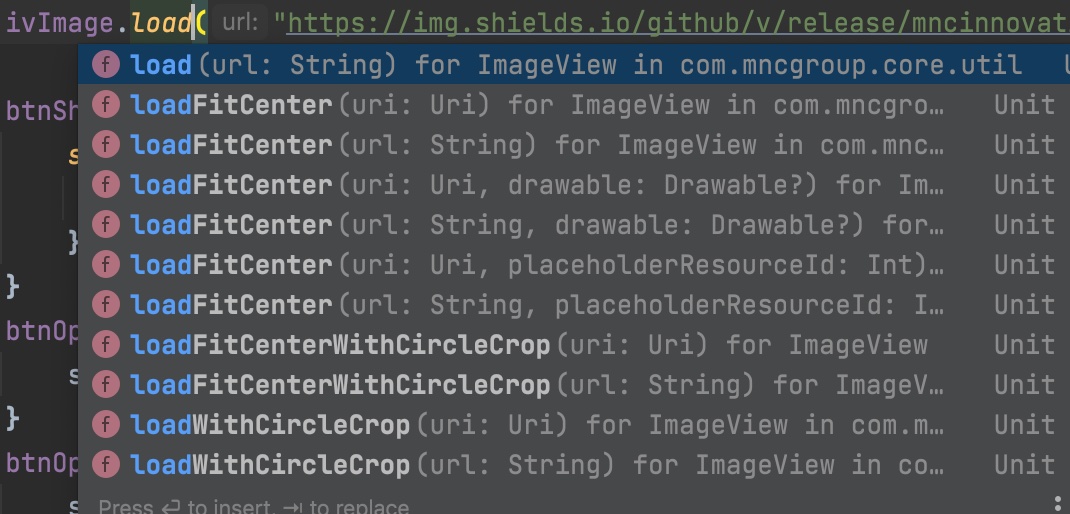 ivImage.load( url: "https://img.shields.io/github/v/release/mncinnovat
load(url: String) for ImageView in com.mncgroup.core.util
btnSh
loadFitCenter(uri: Uri) for ImageView in com.mncgro… Unit
loadFitCenter(url: String) for ImageView in com.mnc… Unit
loadFitCenter(uri: Uri, drawable: Drawable?) for Im… Unit
loadFitCenter(url: String, drawable: Drawable?) for… Unit
}
loadFitCenter(uri: Uri, placeholderResourceId: Int)… Unit
}
loadFitCenter(url: String, placeholderResourceId: I… Unit
btnOp
loadFitCenterWithCircleCrop(uri: Uri) for ImageView Unit
s
loadFitCenterWithCircleCrop(url: String) for ImageV… Unit
}
loadWithCircleCrop(uri: Uri) for ImageView in com.m… Unit
btnOp
loadWithCircleCrop(url: String) for ImageView in co… Unit
s
Press ↵ to insert, →| to replace